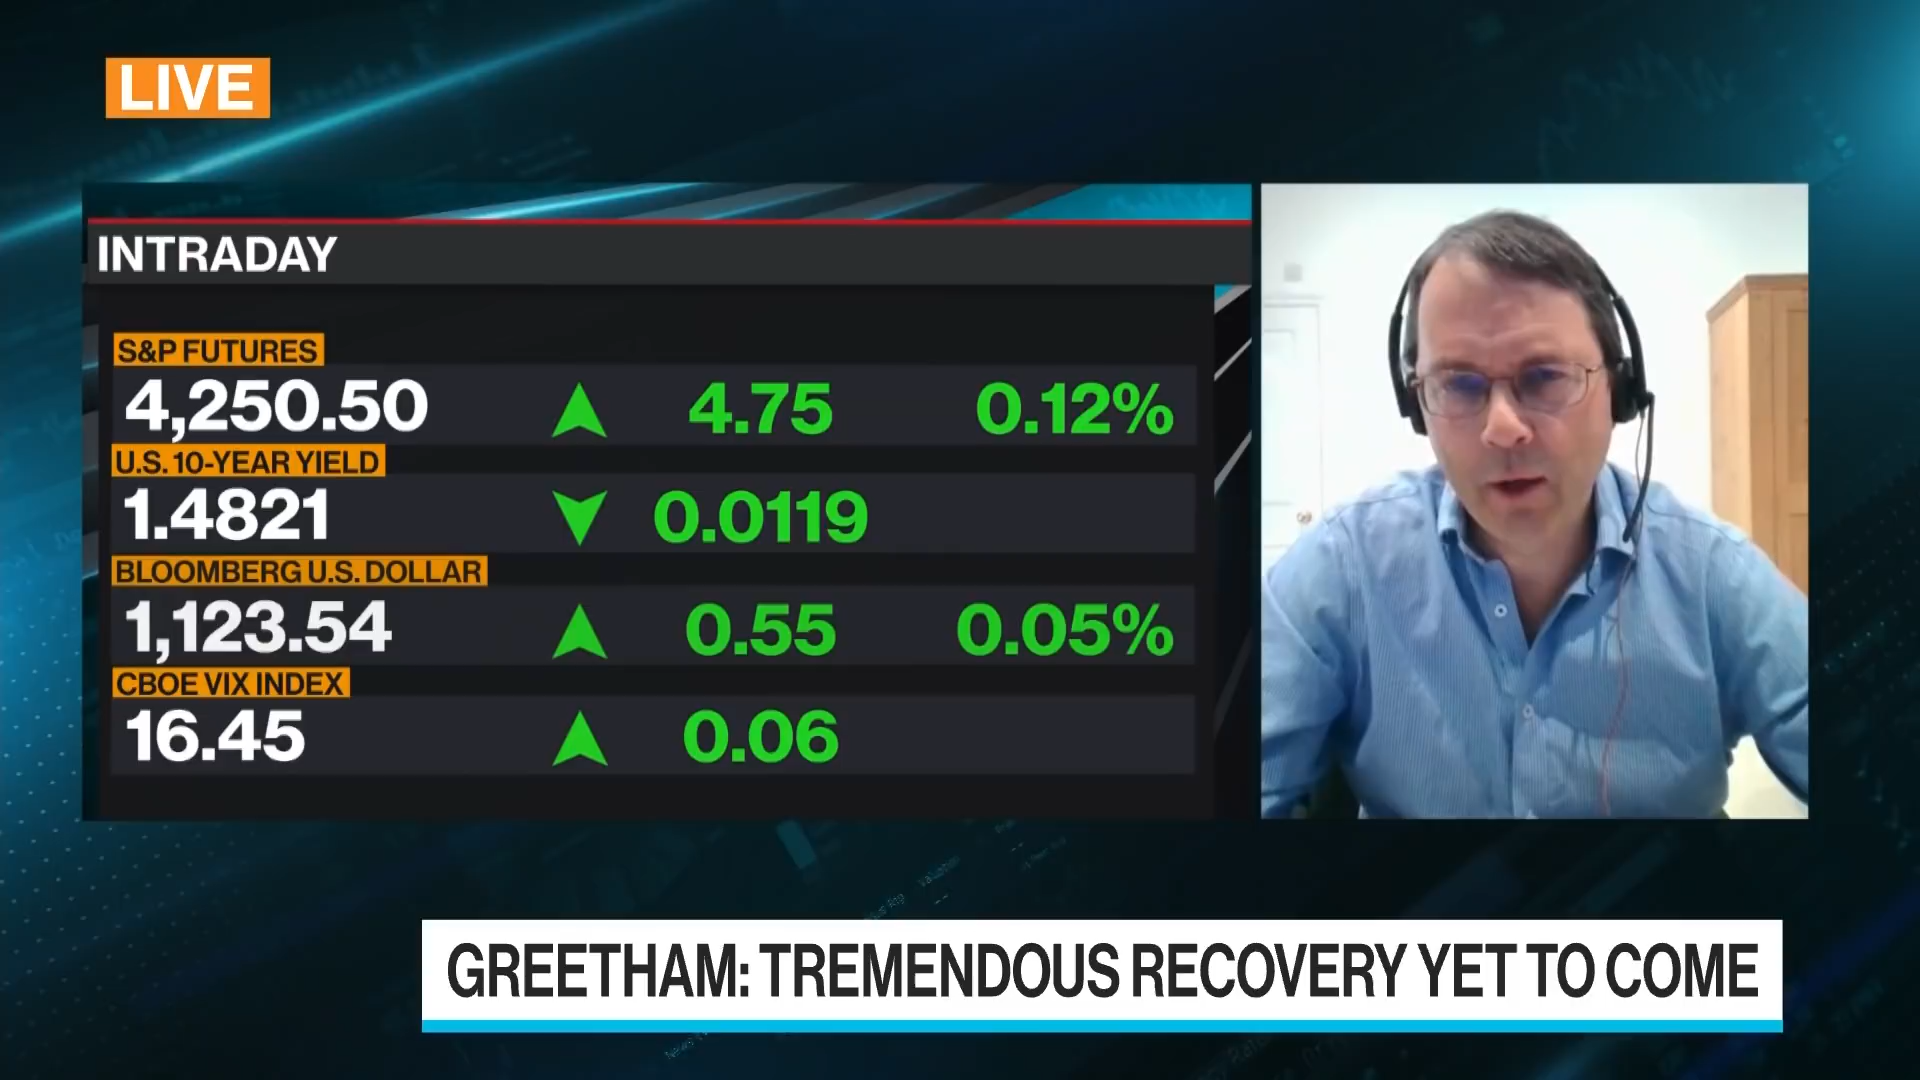 LIVE
INTRADAY
S&P FUTURES
4,250.50 ▲ 4.75 0.12%
U.S. 10-YEAR YIELD
1.4821 ▼ 0.0119
BLOOMBERG U.S. DOLLAR
1,123.54 ▲ 0.55 0.05%
CBOE VIX INDEX
16.45 ▲ 0.06
Valuation
GREETHAM: TREMENDOUS RECOVERY YET TO COME